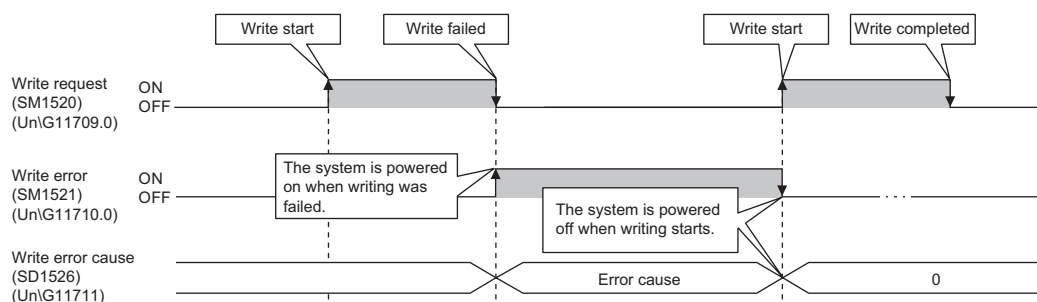 Write start
Write failed
Write start
Write completed
Write request
(SM1520)
(Un\G11709.0)
ON
OFF
Write error
(SM1521)
(Un\G11710.0)
ON
OFF
The system is powered
on when writing was
failed.
The system is powered
off when writing starts.
Write error cause
(SD1526)
(Un\G11711)
Error cause
0